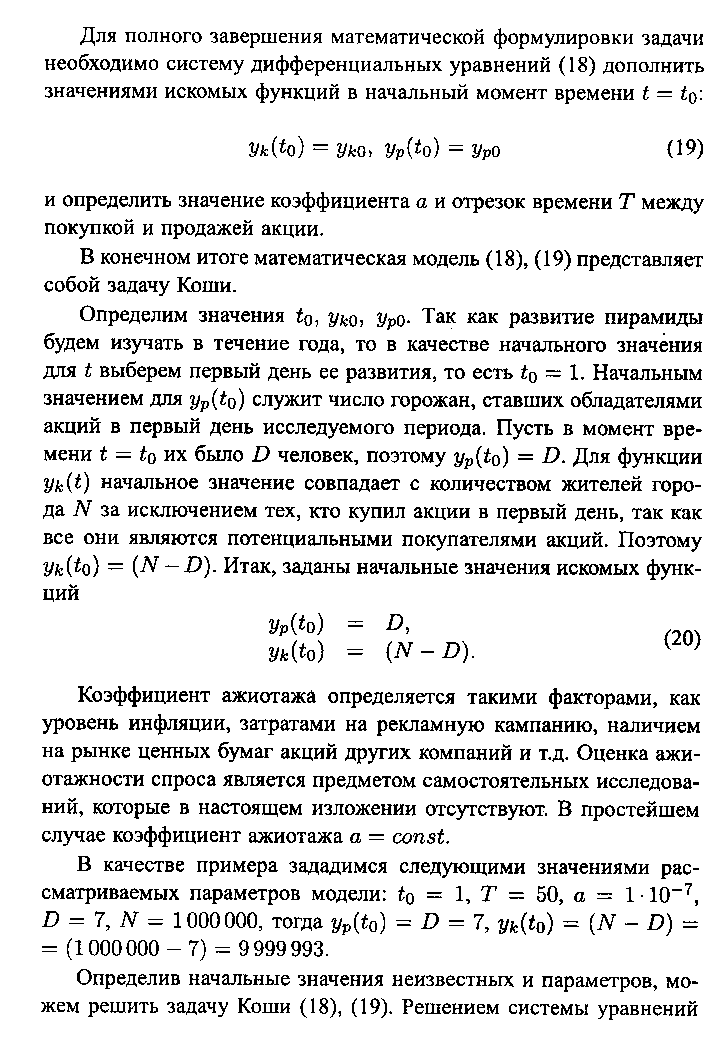 Для полного завершения математической формулировки задачи
необходимо систему дифференциальных уравнений (18) дополнить
значениями искомых функций в начальный момент времени t = t₀:
yₖ(t₀) = yₖ₀, yₚ(t₀) = yₚ₀ (19)
и определить значение коэффициента a и отрезок времени T между
покупкой и продажей акции.
В конечном итоге математическая модель (18), (19) представляет
собой задачу Коши.
Определим значения t₀, yₖ₀, yₚ₀. Так как развитие пирамиды
будем изучать в течение года, то в качестве начального значения
для t выберем первый день ее развития, то есть t₀ = 1. Начальным
значением для yₚ(t₀) служит число горожан, ставших обладателями
акций в первый день исследуемого периода. Пусть в момент вре-
мени t = t₀ их было D человек, поэтому yₚ(t₀) = D. Для функции
yₖ(t) начальное значение совпадает с количеством жителей горо-
да N за исключением тех, кто купил акции в первый день, так как
все они являются потенциальными покупателями акций. Поэтому
yₖ(t₀) = (N − D). Итак, заданы начальные значения искомых функ-
ций
yₚ(t₀) = D,
yₖ(t₀) = (N − D). (20)
Коэффициент ажиотажа определяется такими факторами, как
уровень инфляции, затратами на рекламную кампанию, наличием
на рынке ценных бумаг акций других компаний и т.д. Оценка ажи-
отажности спроса является предметом самостоятельных исследова-
ний, которые в настоящем изложении отсутствуют. В простейшем
случае коэффициент ажиотажа a = const.
В качестве примера зададимся следующими значениями рас-
сматриваемых параметров модели: t₀ = 1, T = 50, a = 1·10⁻⁷,
D = 7, N = 1 000 000, тогда yₚ(t₀) = D = 7, yₖ(t₀) = (N − D) =
= (1 000 000 − 7) = 9 999 993.
Определив начальные значения неизвестных и параметров, мо-
жем решить задачу Коши (18), (19). Решением системы уравнений